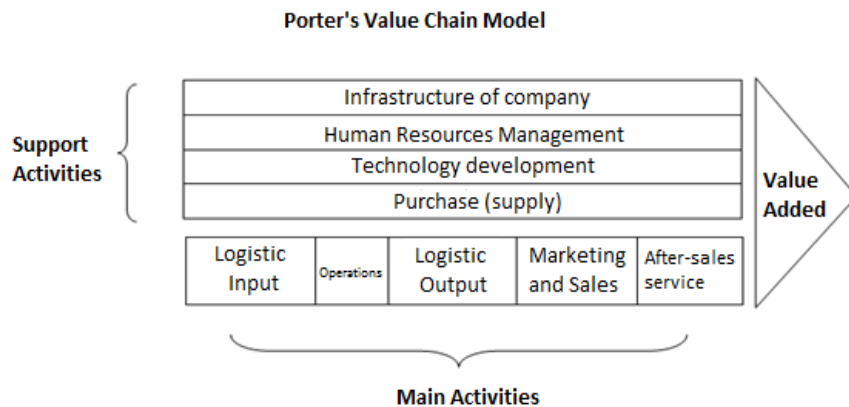 Porter's Value Chain Model
Support
Activities
Infrastructure of company
Human Resources Management
Technology development
Purchase (supply)
Value
Added
Logistic
Input
Operations
Logistic
Output
Marketing
and Sales
After-sales
service
Main Activities